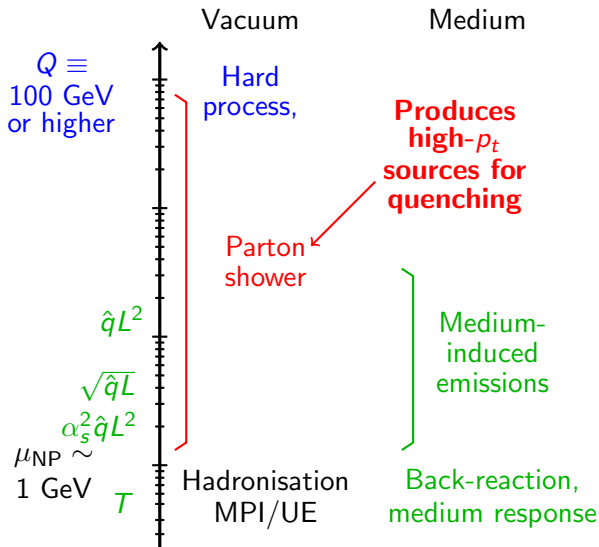 Vacuum
Medium
Q ≡
100 GeV
or higher
Hard
process,
Produces
high-pₜ
sources for
quenching
Parton
shower
q̂L²
√q̂L
αₛ²q̂L²
Medium-
induced
emissions
μNP ∼
1 GeV
T
Hadronisation
MPI/UE
Back-reaction,
medium response